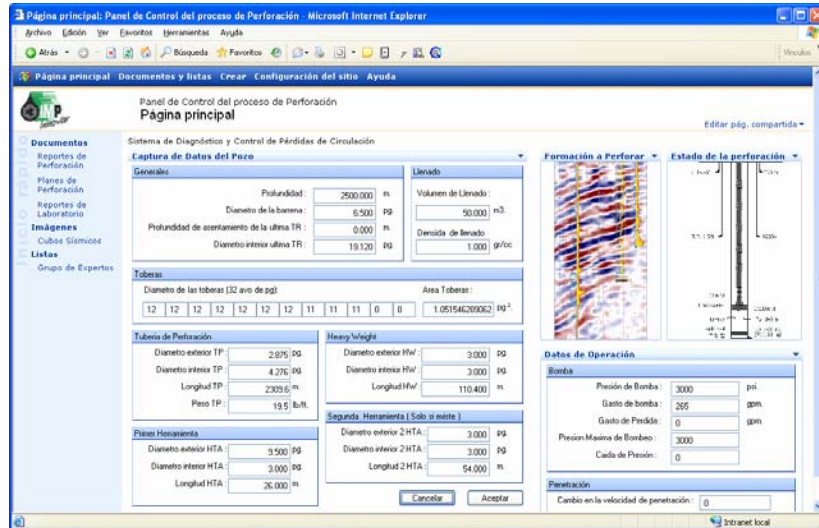 Página principal: Panel de Control del proceso de Perforación - Microsoft Internet Explorer
Archivo Edición Ver Favoritos Herramientas Ayuda
Atrás Búsqueda Favoritos Vínculos
Página principal Documentos y listas Crear Configuración del sitio Ayuda
IMP
Panel de Control del proceso de Perforación
Página principal
Editar pág. compartida
Documentos
Reportes de Perforación
Planes de Perforación
Reportes de Laboratorio
Imágenes
Cubos Sísmicos
Listas
Grupo de Expertos
Sistema de Diagnóstico y Control de Pérdidas de Circulación
Captura de Datos del Pozo
Generales
Profundidad : 2500.000 m.
Diametro de la barrena : 6.500 pg.
Profundidad de asentamiento de la ultima TR : 0.000 m.
Diametro interior ultima TR : 19.120 pg.
Llenado
Volumen de Llenado :
50.000 m3.
Densida de llenado
1.000 gr/cc
Toberas
Diametro de las toberas (32 avo de pg):
12 12 12 12 12 12 12 11 11 11 0 0
Area Toberas :
1.051546289062 pg²
Tuberia de Perforación
Diametro exterior TP : 2.875 pg.
Diametro interior TP : 4.276 pg.
Longitud TP : 2309.6 m.
Peso TP : 19.5 lb/ft.
Heavy Weight
Diametro exterior HW : 3.000 pg.
Diametro interior HW : 3.000 pg.
Longitud HW : 110.400 m.
Primer Herramienta
Diametro exterior HTA : 9.500 pg.
Diametro interior HTA : 3.000 pg.
Longitud HTA : 26.000 m.
Segunda Herramienta ( Solo si existe )
Diametro exterior 2 HTA : 3.000 pg.
Diametro interior 2 HTA : 3.000 pg.
Longitud 2 HTA : 54.000 m.
Cancelar Aceptar
Formación a Perforar
Estado de la perforación
Datos de Operación
Bomba
Presión de Bomba : 3000 psi.
Gasto de bomba : 265 gpm.
Gasto de Perdida : 0 gpm.
Presion Maxima de Bombeo : 3000
Caida de Presión : 0
Penetración
Cambio en la velocidad de penetración : 0
Intranet local